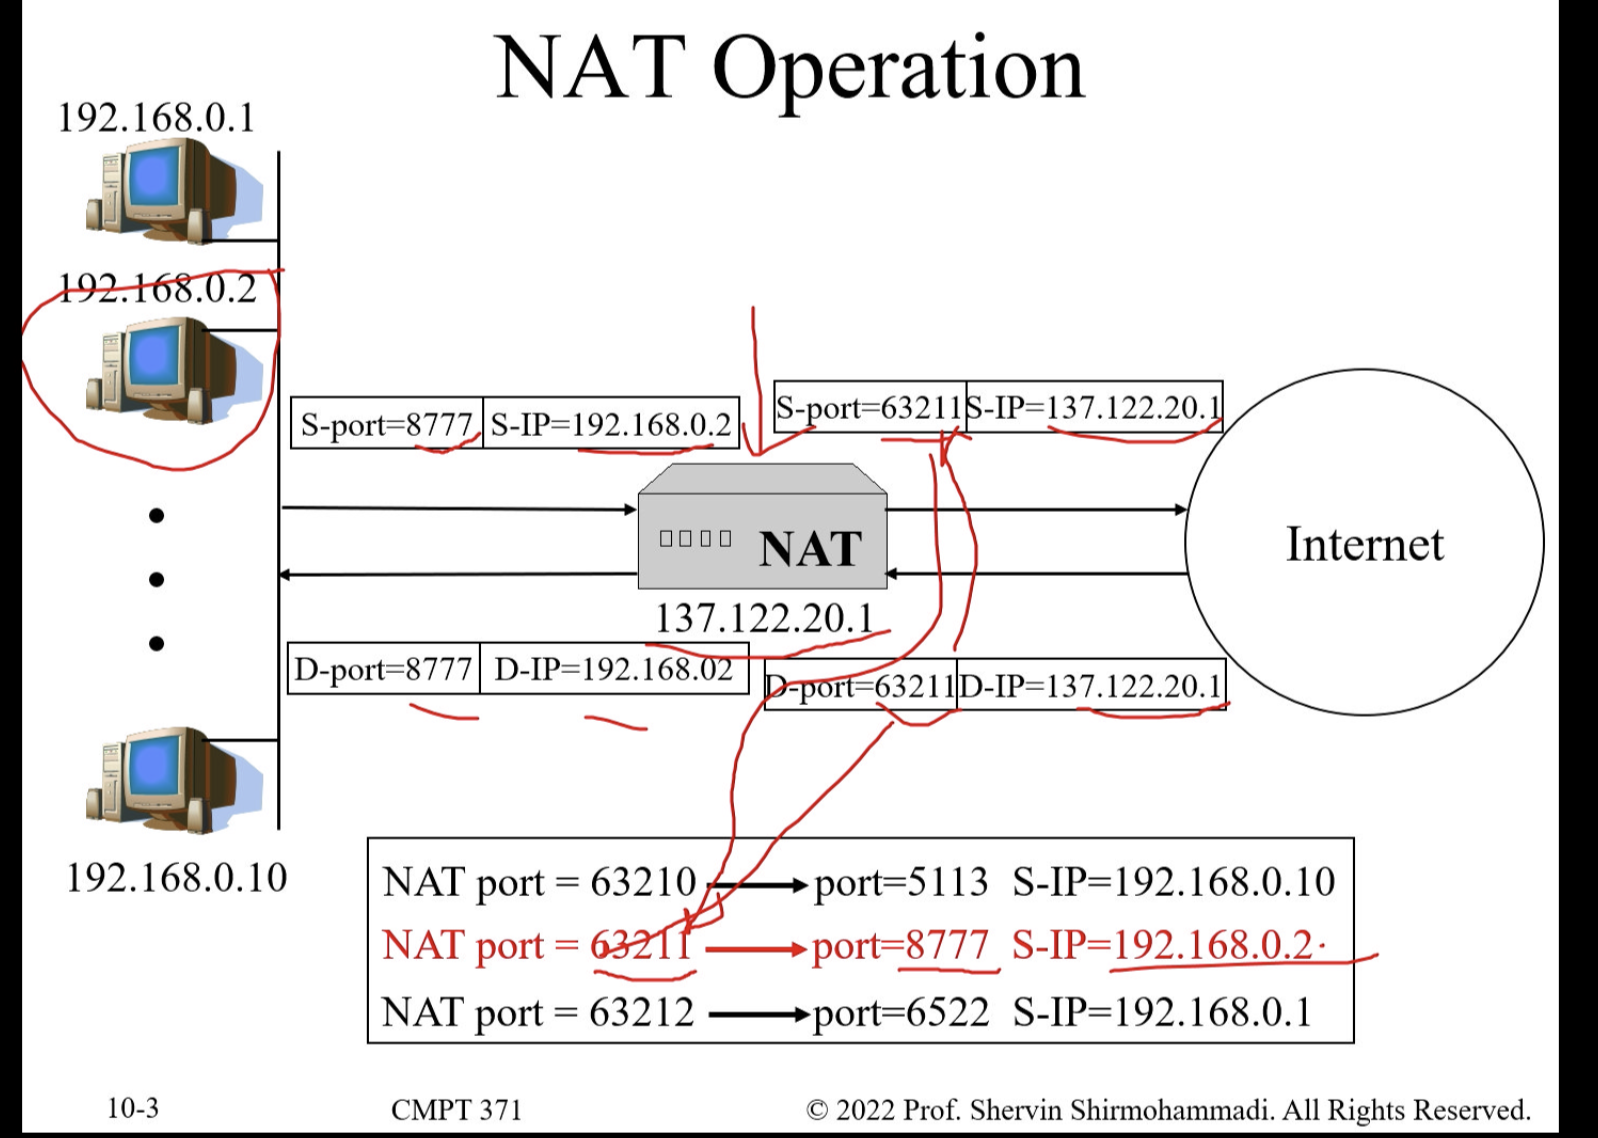 NAT Operation
192.168.0.1
192.168.0.2
S-port=8777 S-IP=192.168.0.2
S-port=63211 S-IP=137.122.20.1
NAT
Internet
137.122.20.1
D-port=8777 D-IP=192.168.02
D-port=63211 D-IP=137.122.20.1
192.168.0.10
NAT port = 63210 port=5113 S-IP=192.168.0.10
NAT port = 63211 port=8777 S-IP=192.168.0.2
NAT port = 63212 port=6522 S-IP=192.168.0.1
10-3 CMPT 371 © 2022 Prof. Shervin Shirmohammadi. All Rights Reserved.